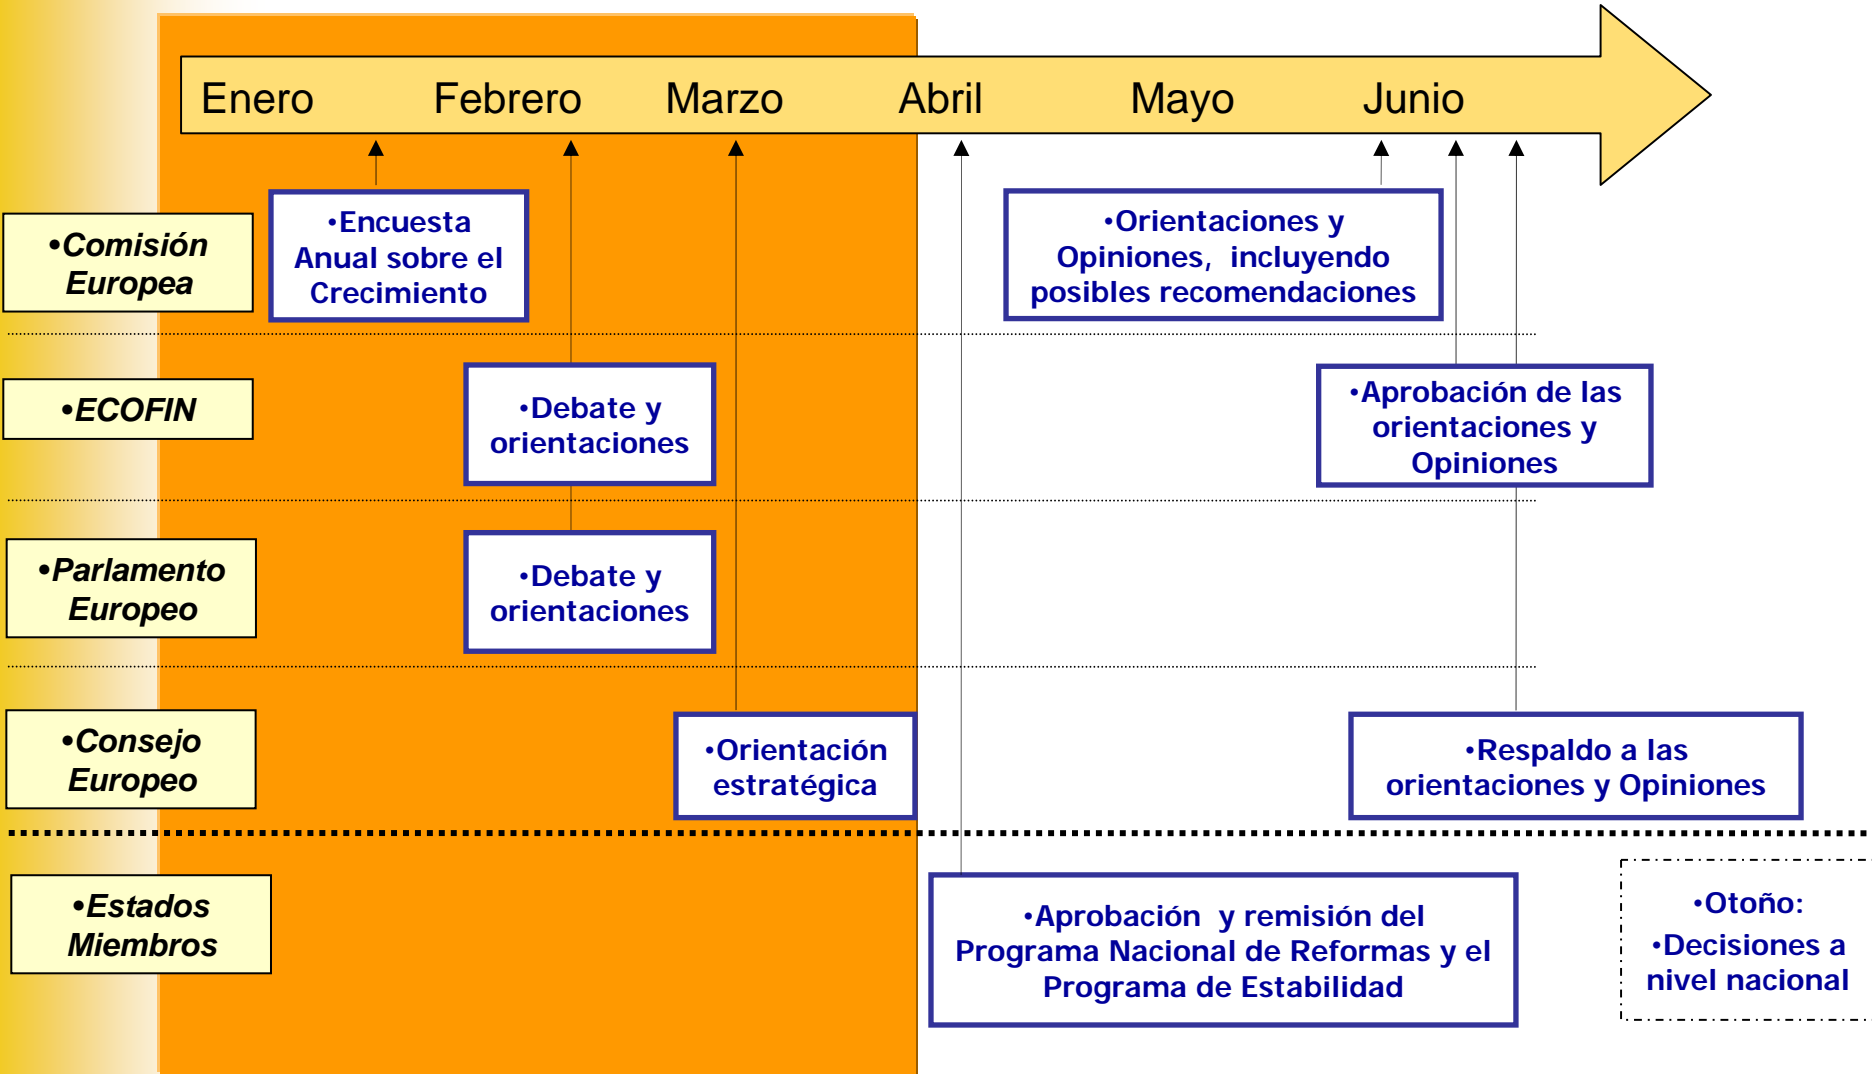 Enero Febrero Marzo Abril Mayo Junio
•Comisión
Europea
•Encuesta
Anual sobre el
Crecimiento
•Orientaciones y
Opiniones, incluyendo
posibles recomendaciones
•ECOFIN
•Debate y
orientaciones
•Aprobación de las
orientaciones y
Opiniones
•Parlamento
Europeo
•Debate y
orientaciones
•Consejo
Europeo
•Orientación
estratégica
•Respaldo a las
orientaciones y Opiniones
•Estados
Miembros
•Aprobación y remisión del
Programa Nacional de Reformas y el
Programa de Estabilidad
•Otoño:
•Decisiones a
nivel nacional